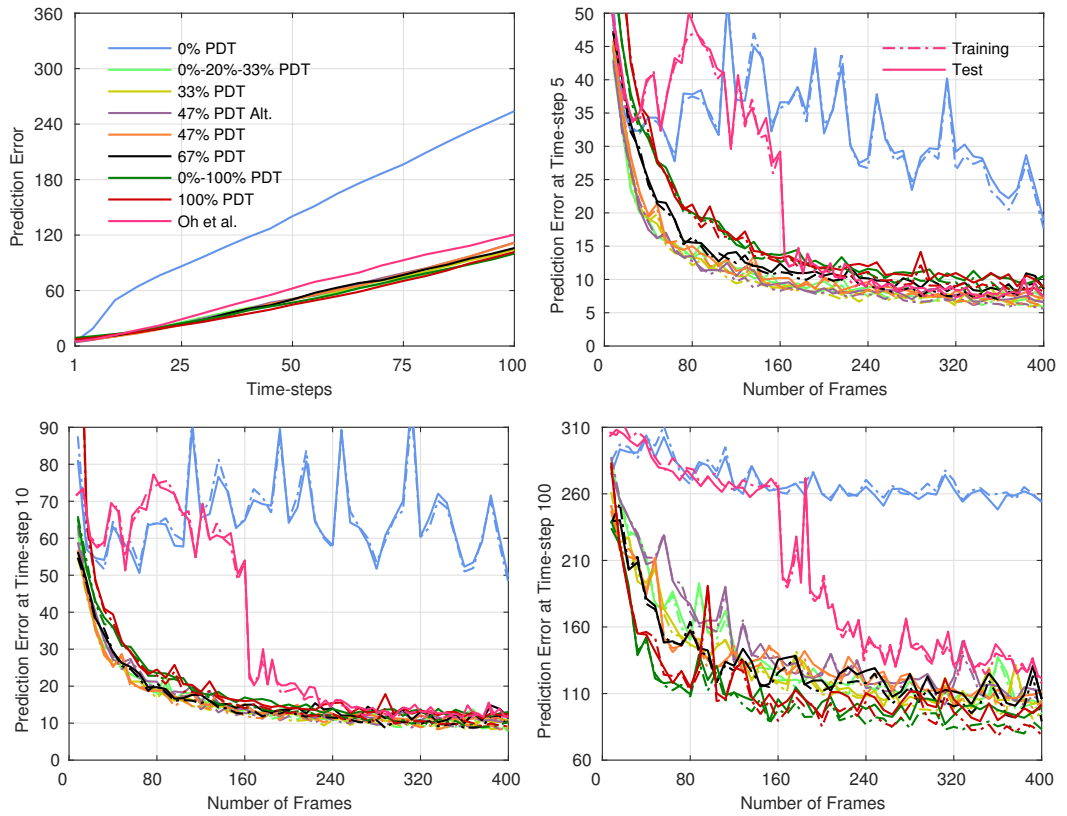 360
300
240
180
120
60
0
Prediction Error
0% PDT
0%-20%-33% PDT
33% PDT
47% PDT Alt.
47% PDT
67% PDT
0%-100% PDT
100% PDT
Oh et al.
1 25 50 75 100
Time-steps
50
45
40
35
30
25
20
15
10
5
0
Prediction Error at Time-step 5
Training
Test
0 80 160 240 320 400
Number of Frames
90
80
70
60
50
40
30
20
10
0
Prediction Error at Time-step 10
0 80 160 240 320 400
Number of Frames
310
260
210
160
110
60
Prediction Error at Time-step 100
0 80 160 240 320 400
Number of Frames